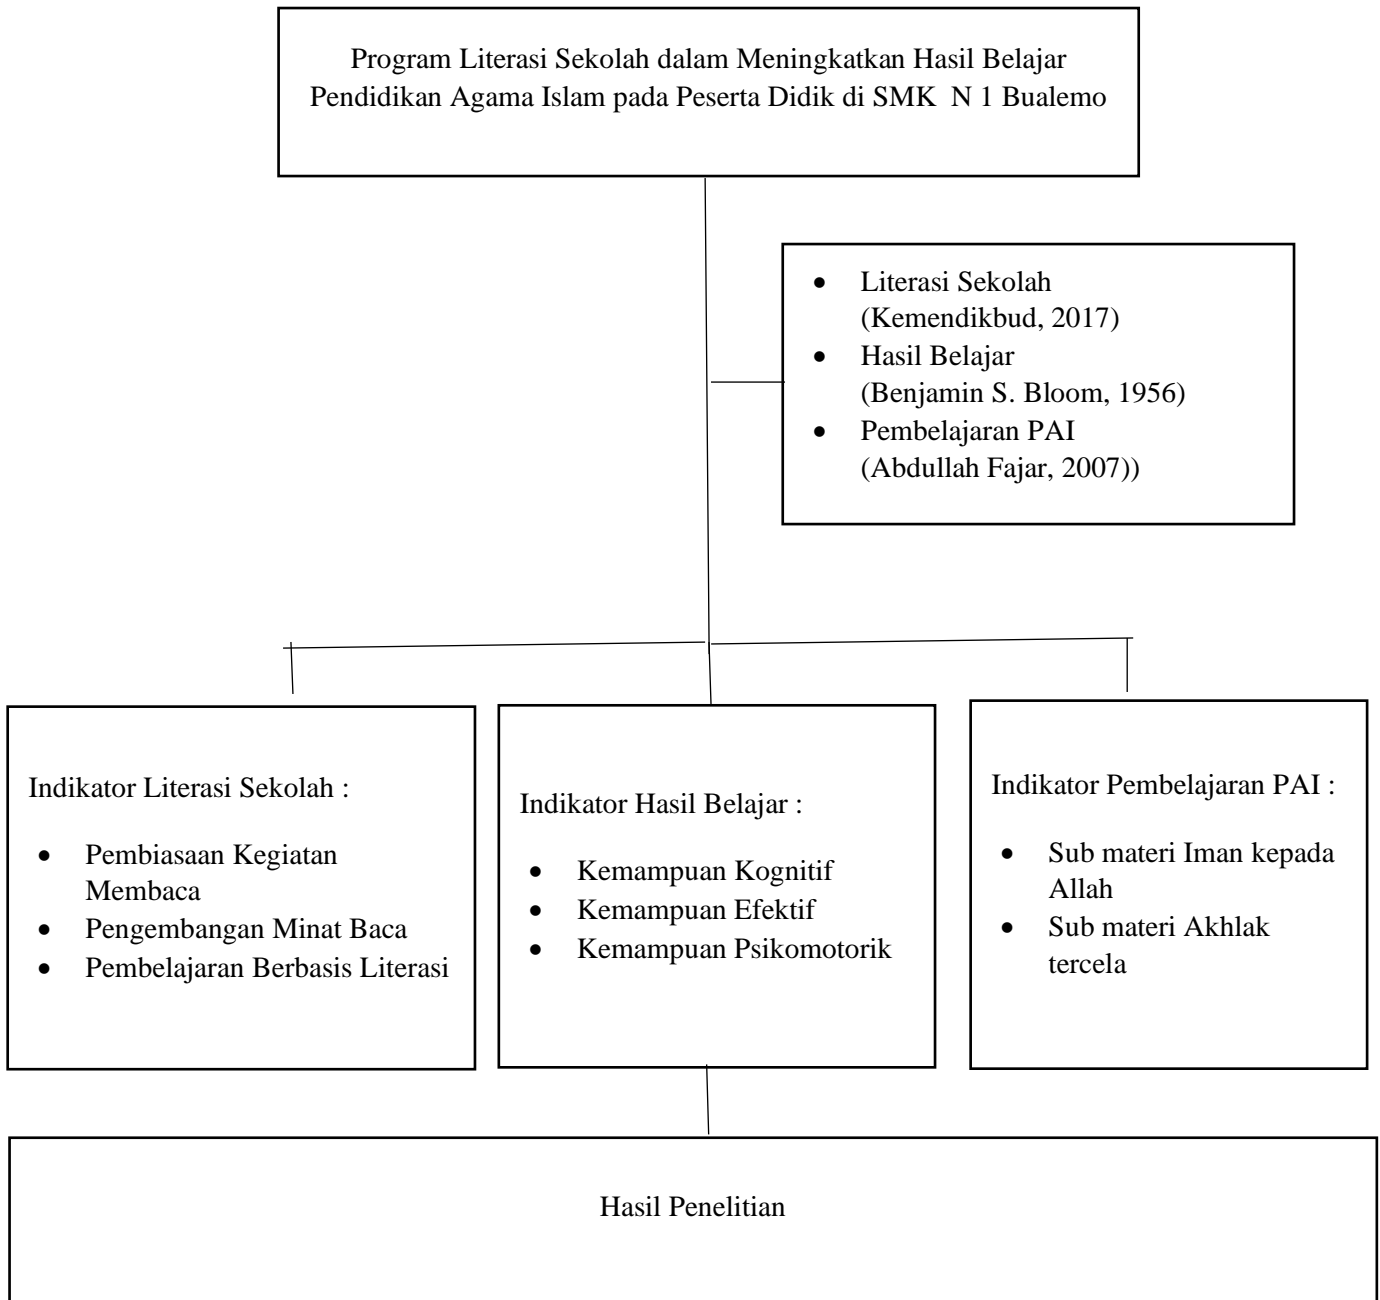 Program Literasi Sekolah dalam Meningkatkan Hasil Belajar
Pendidikan Agama Islam pada Peserta Didik di SMK  N 1 Bualemo
• Literasi Sekolah
(Kemendikbud, 2017)
• Hasil Belajar
(Benjamin S. Bloom, 1956)
• Pembelajaran PAI
(Abdullah Fajar, 2007))
Indikator Literasi Sekolah :
• Pembiasaan Kegiatan
Membaca
• Pengembangan Minat Baca
• Pembelajaran Berbasis Literasi
Indikator Hasil Belajar :
• Kemampuan Kognitif
• Kemampuan Efektif
• Kemampuan Psikomotorik
Indikator Pembelajaran PAI :
• Sub materi Iman kepada
Allah
• Sub materi Akhlak
tercela
Hasil Penelitian